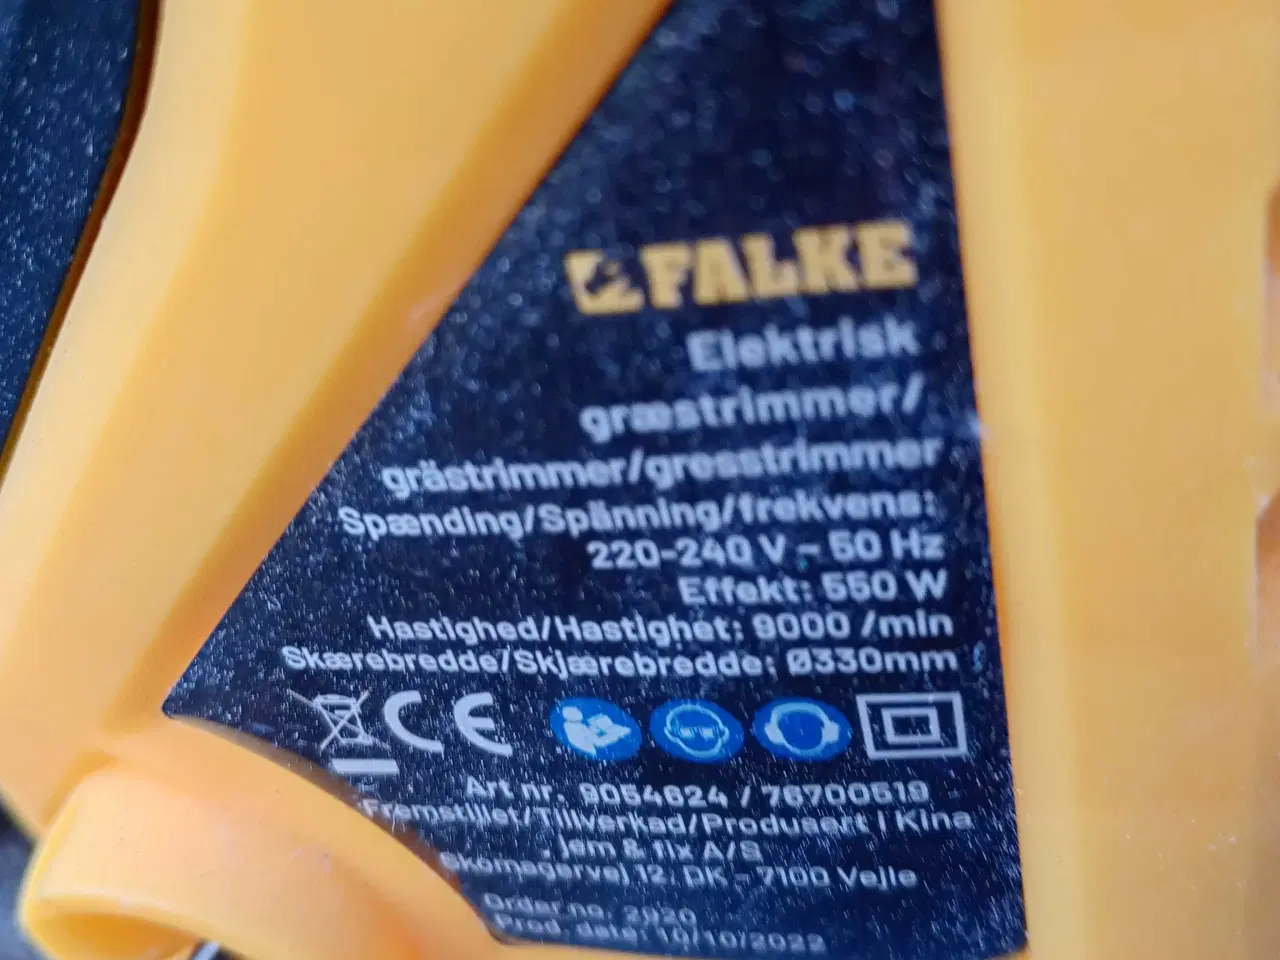 FALKE
Elektrisk
græstrimmer/
grästrimmer/gresstrimmer
Spænding/Spänning/frekvens:
220-240 V ~ 50 Hz
Effekt: 550 W
Hastighed/Hastighet: 9000 /min
Skærebredde/Skjærebredde: Ø330mm
CE
Art nr. 9054624 / 76700519
Fremstillet/Tillverkad/Produsert i Kina
jem & fix A/S
Skomagervej 12, DK - 7100 Vejle
Order no. 2920
Prod. date: 10/10/2022